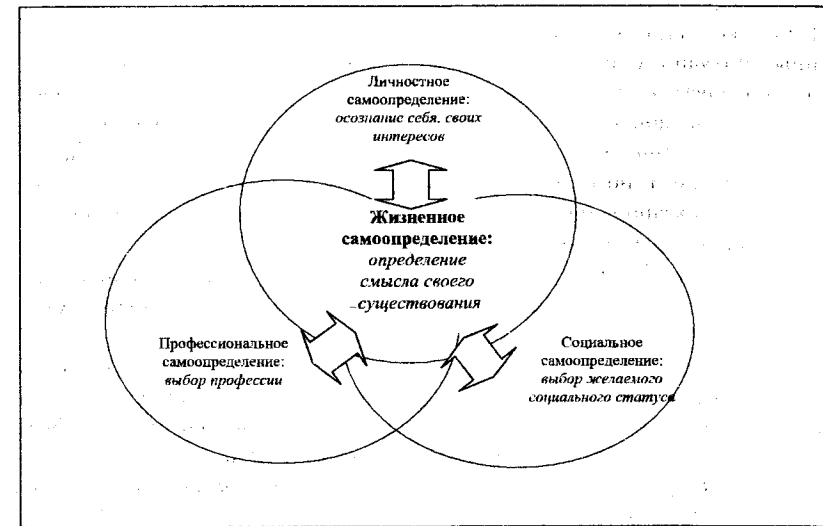 Личностное
самоопределение:
осознание себя, своих
интересов
Жизненное
самоопределение:
определение
смысла своего
существования
Профессиональное
самоопределение:
выбор профессии
Социальное
самоопределение:
выбор желаемого
социального статуса